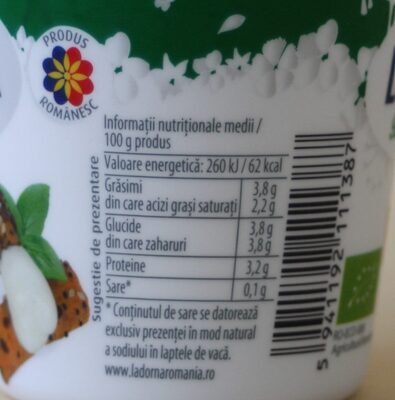 PRODUS
ROMÂNESC
Informații nutriționale medii /
100 g produs
Valoare energetică: 260 kJ / 62 kcal
Grăsimi 3,8 g
din care acizi grași saturați 2,2 g
Glucide 3,8 g
din care zaharuri 3,8 g
Proteine 3,2 g
Sare* 0,1 g
* Conținutul de sare se datorează
exclusiv prezenței în mod natural
a sodiului în laptele de vacă.
www.ladornaromania.ro
sugestie de prezentare
5 941192 111387